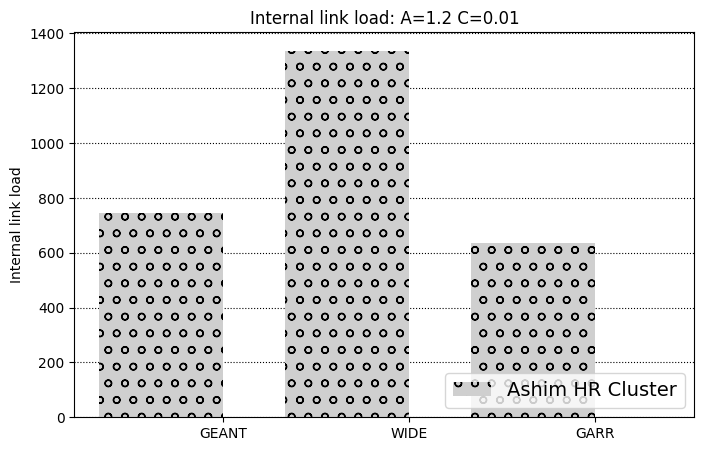 Internal link load: A=1.2 C=0.01
1400
1200
1000
800
600
400
200
0
Internal link load
Ashim HR Cluster
GEANT WIDE GARR